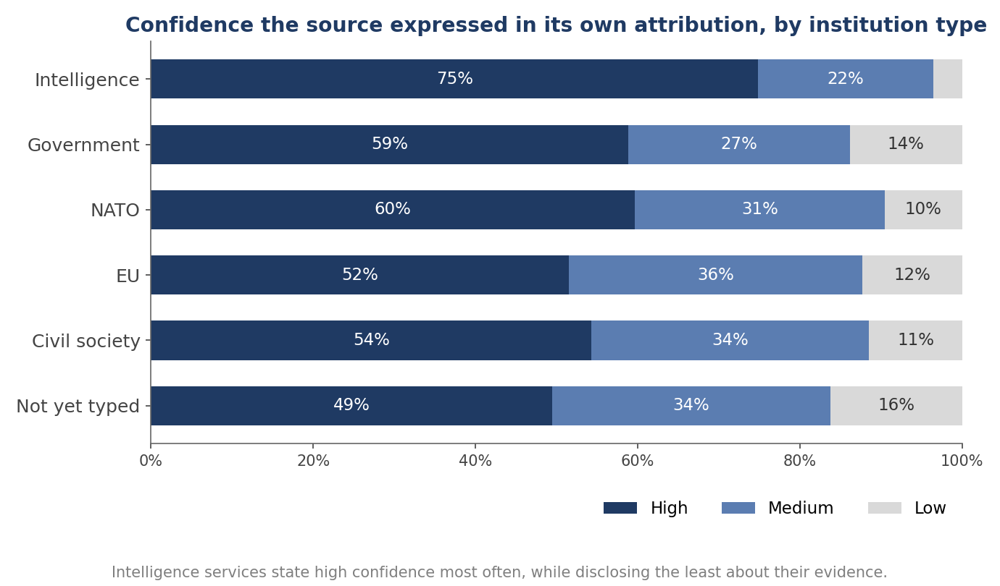 Confidence the source expressed in its own attribution, by institution type
Intelligence 75% 22%
Government 59% 27% 14%
NATO 60% 31% 10%
EU 52% 36% 12%
Civil society 54% 34% 11%
Not yet typed 49% 34% 16%
0% 20% 40% 60% 80% 100%
High Medium Low
Intelligence services state high confidence most often, while disclosing the least about their evidence.